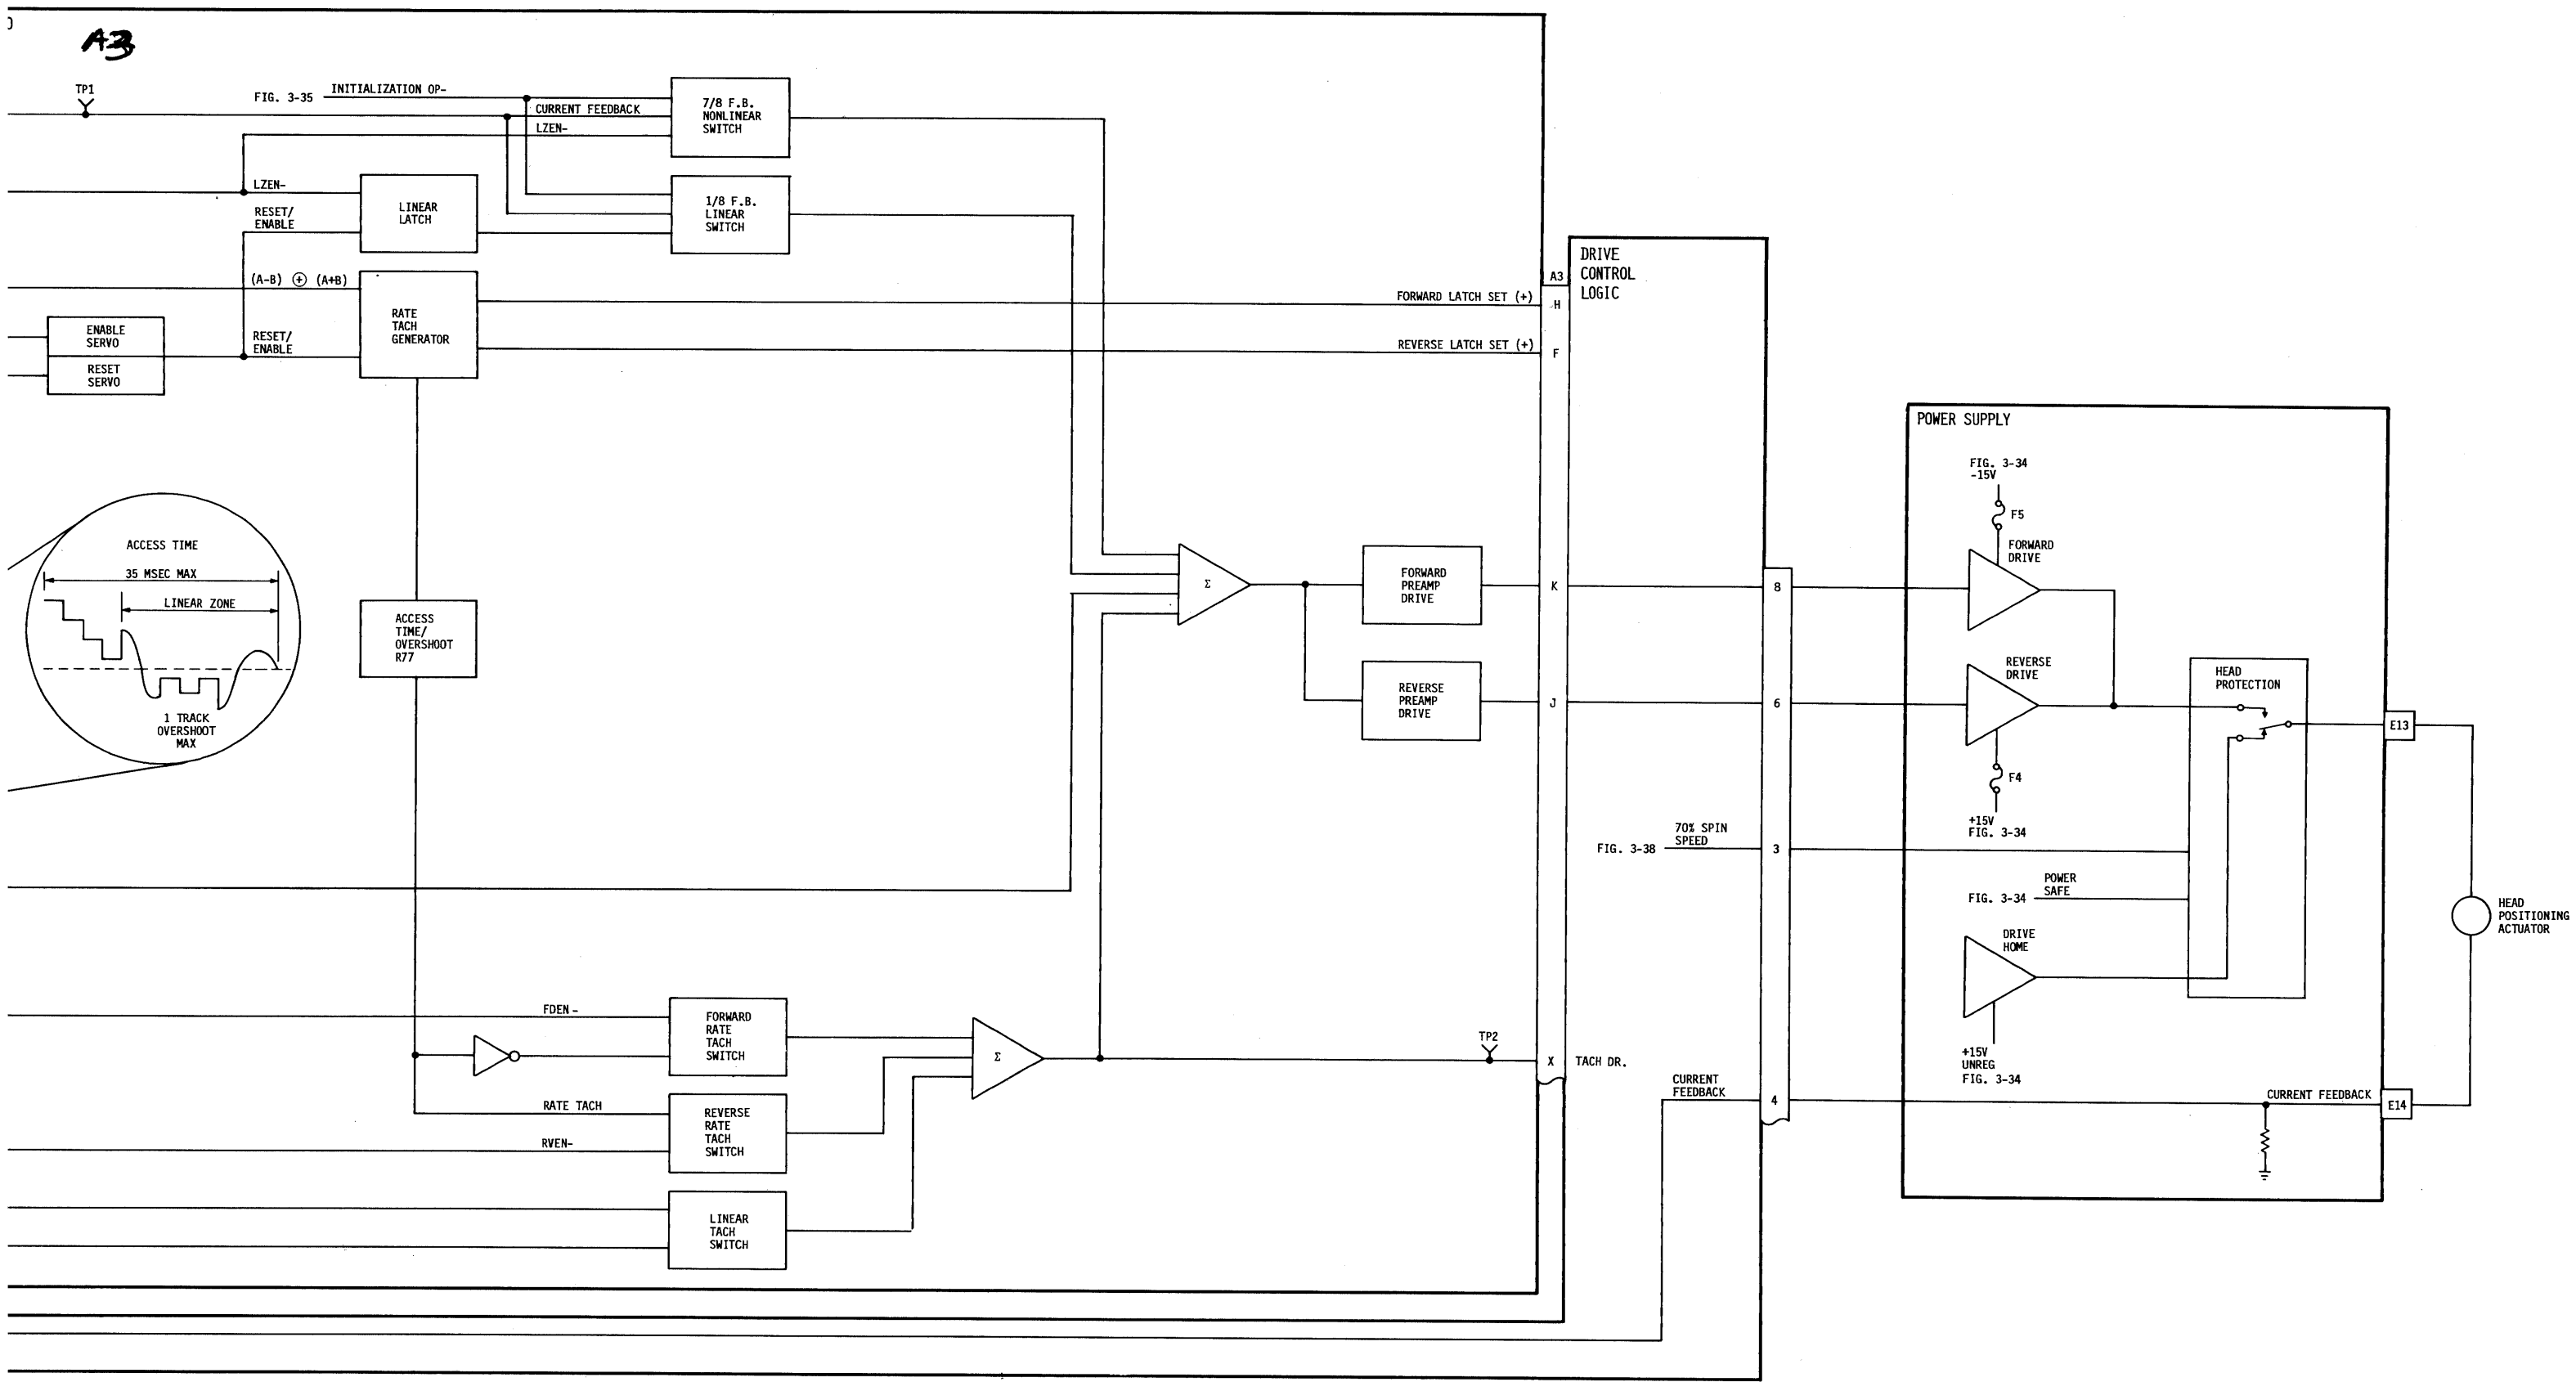 A3
TP1
FIG. 3-35
INITIALIZATION OP-
CURRENT FEEDBACK
LZEN-
7/8 F.B.
NONLINEAR
SWITCH
LZEN-
RESET/
ENABLE
LINEAR
LATCH
1/8 F.B.
LINEAR
SWITCH
(A-B) ⊕ (A+B)
RATE
TACH
GENERATOR
ENABLE
SERVO
RESET
SERVO
RESET/
ENABLE
FORWARD LATCH SET (+)
REVERSE LATCH SET (+)
A3
H
F
DRIVE
CONTROL
LOGIC
ACCESS TIME
35 MSEC MAX
LINEAR ZONE
1 TRACK
OVERSHOOT
MAX
ACCESS
TIME/
OVERSHOOT
R77
Σ
FORWARD
PREAMP
DRIVE
REVERSE
PREAMP
DRIVE
K
J
8
6
POWER SUPPLY
FIG. 3-34
-15V
F5
FORWARD
DRIVE
REVERSE
DRIVE
F4
+15V
FIG. 3-34
HEAD
PROTECTION
E13
FIG. 3-38
70% SPIN
SPEED
3
POWER
SAFE
FIG. 3-34
DRIVE
HOME
+15V
UNREG
FIG. 3-34
HEAD
POSITIONING
ACTUATOR
FDEN -
FORWARD
RATE
TACH
SWITCH
RATE TACH
RVEN-
REVERSE
RATE
TACH
SWITCH
LINEAR
TACH
SWITCH
Σ
TP2
X
TACH DR.
CURRENT
FEEDBACK
4
CURRENT FEEDBACK
E14